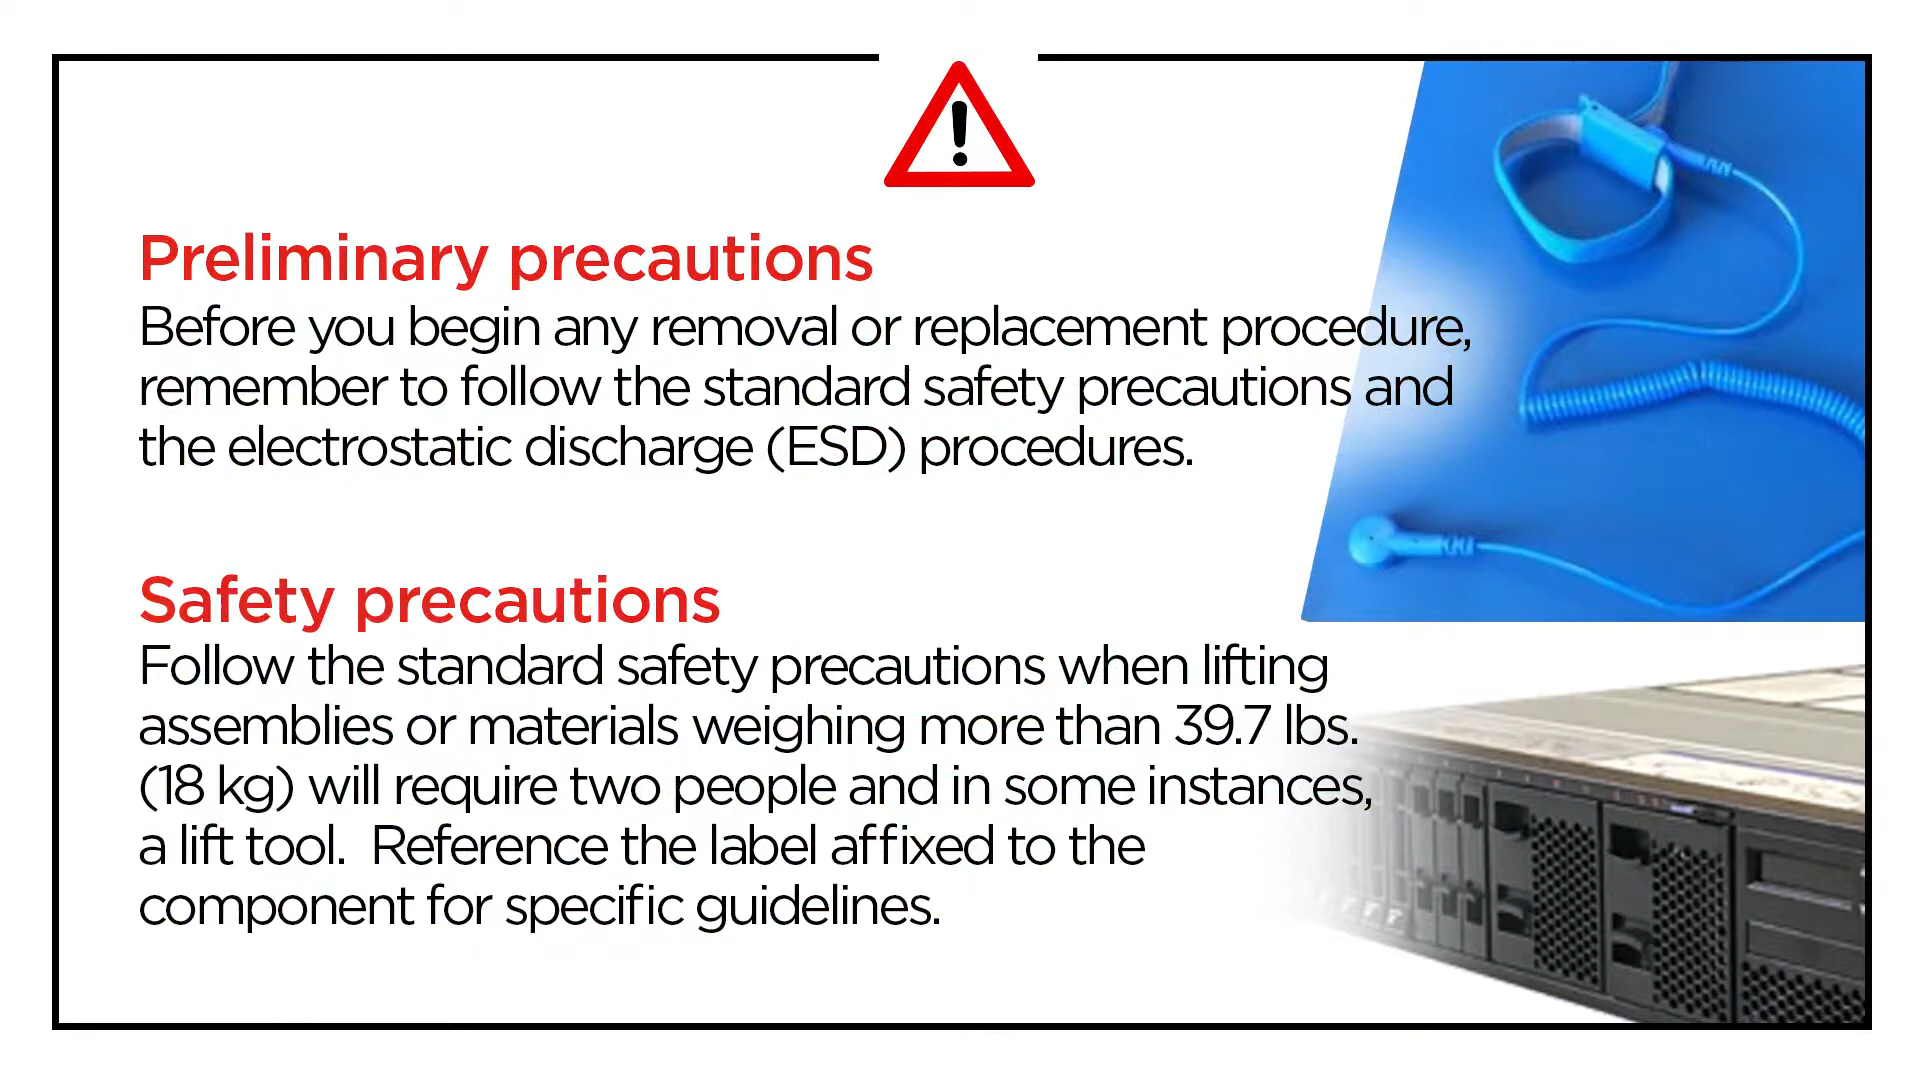 Preliminary precautions
Before you begin any removal or replacement procedure,
remember to follow the standard safety precautions and
the electrostatic discharge (ESD) procedures.
Safety precautions
Follow the standard safety precautions when lifting
assemblies or materials weighing more than 39.7 lbs.
(18 kg) will require two people and in some instances,
a lift tool.  Reference the label affixed to the
component for specific guidelines.